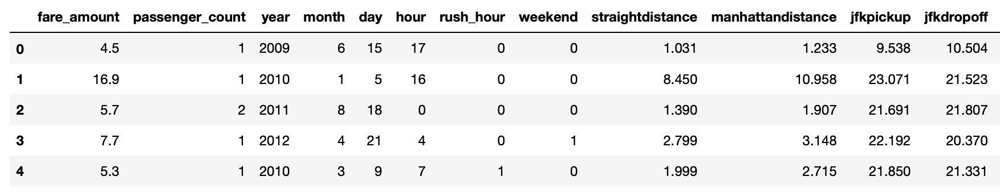 fare_amount passenger_count year month day hour rush_hour weekend straightdistance manhattandistance jfkpickup jfkdropoff
0 4.5 1 2009 6 15 17 0 0 1.031 1.233 9.538 10.504
1 16.9 1 2010 1 5 16 0 0 8.450 10.958 23.071 21.523
2 5.7 2 2011 8 18 0 0 0 1.390 1.907 21.691 21.807
3 7.7 1 2012 4 21 4 0 1 2.799 3.148 22.192 20.370
4 5.3 1 2010 3 9 7 1 0 1.999 2.715 21.850 21.331